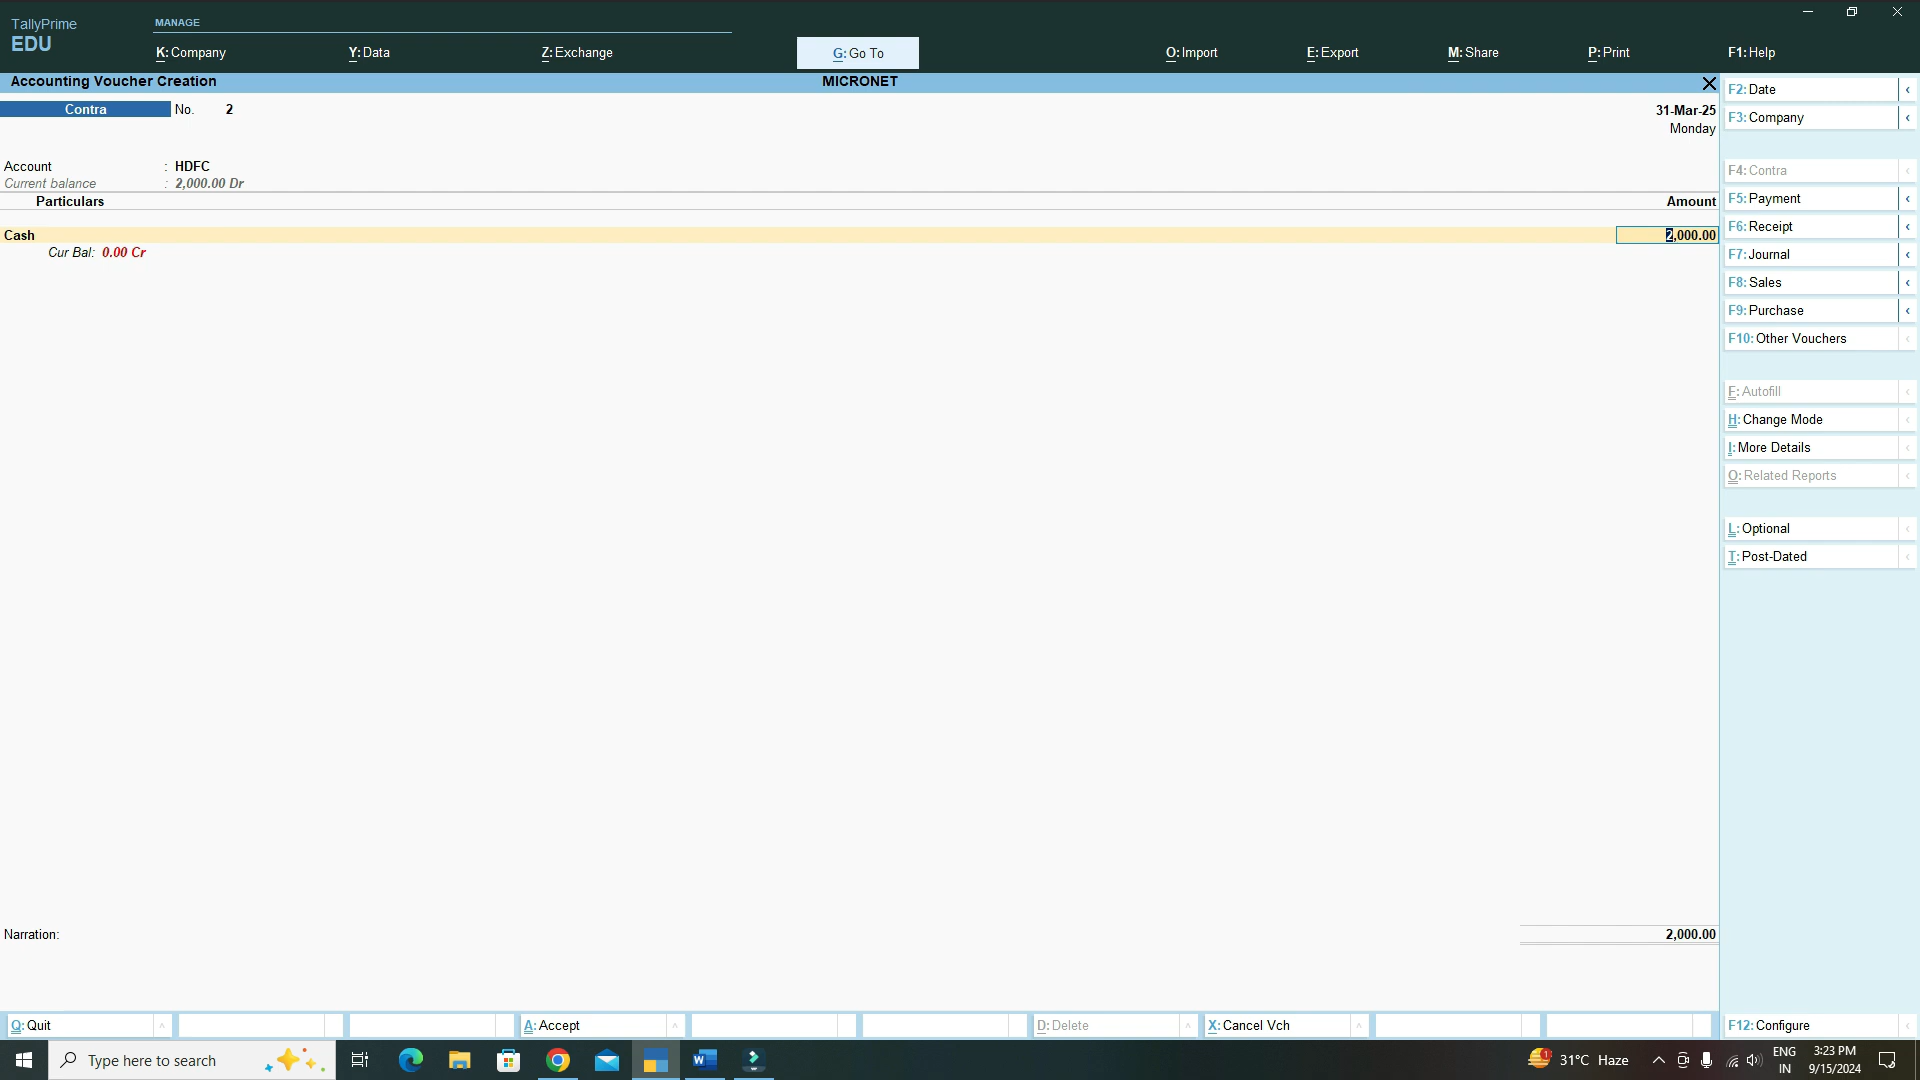 TallyPrime
EDU
MANAGE
K: Company
Y: Data
Z: Exchange
G: Go To
O: Import
E: Export
M: Share
P: Print
F1: Help
Accounting Voucher Creation
MICRONET
Contra
No. 2
31-Mar-25
Monday
Account : HDFC
Current balance : 2,000.00 Dr
Particulars
Amount
Cash
2,000.00
Cur Bal: 0.00 Cr
Narration:
2,000.00
F2: Date
F3: Company
F4: Contra
F5: Payment
F6: Receipt
F7: Journal
F8: Sales
F9: Purchase
F10: Other Vouchers
F: Autofill
H: Change Mode
I: More Details
O: Related Reports
L: Optional
T: Post-Dated
Q: Quit
A: Accept
D: Delete
X: Cancel Vch
F12: Configure
Type here to search
1
31°C Haze
ENG
IN
3:23 PM
9/15/2024